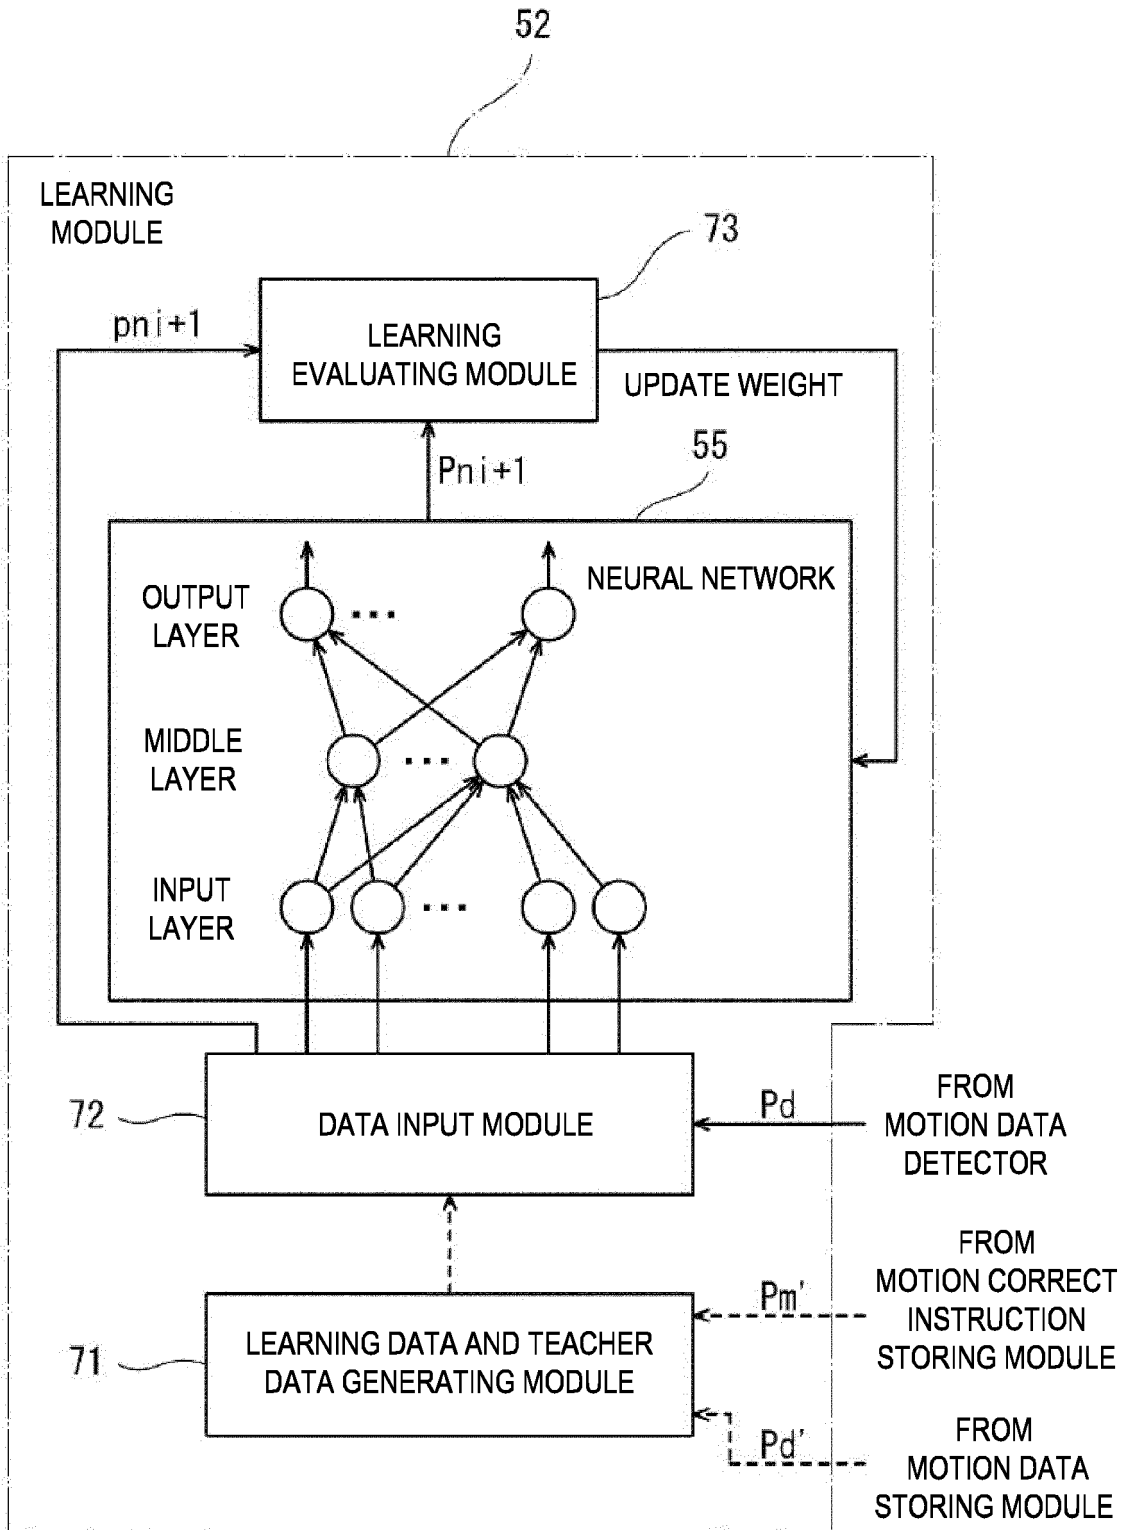 52
LEARNING
MODULE
73
pni+1
LEARNING
EVALUATING MODULE
UPDATE WEIGHT
Pni+1
55
NEURAL NETWORK
OUTPUT
LAYER
...
MIDDLE
LAYER
...
INPUT
LAYER
...
72
DATA INPUT MODULE
Pd
FROM
MOTION DATA
DETECTOR
71
LEARNING DATA AND TEACHER
DATA GENERATING MODULE
Pm'
FROM
MOTION CORRECT
INSTRUCTION
STORING MODULE
Pd'
FROM
MOTION DATA
STORING MODULE